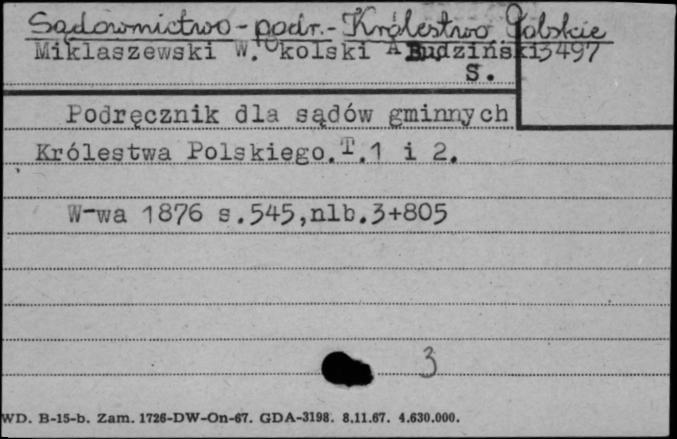 Sądownictwo - podr. - Królestwo Polskie
Miklaszewski W. Okolski A Budziński 3497
S.
Podręcznik dla sądów gminnych
Królestwa Polskiego. T.1 i 2.
W-wa 1876 s.545,nlb.3+805
3
WD. B-15-b. Zam. 1726-DW-On-67. GDA-3198. 8.11.67. 4.630.000.